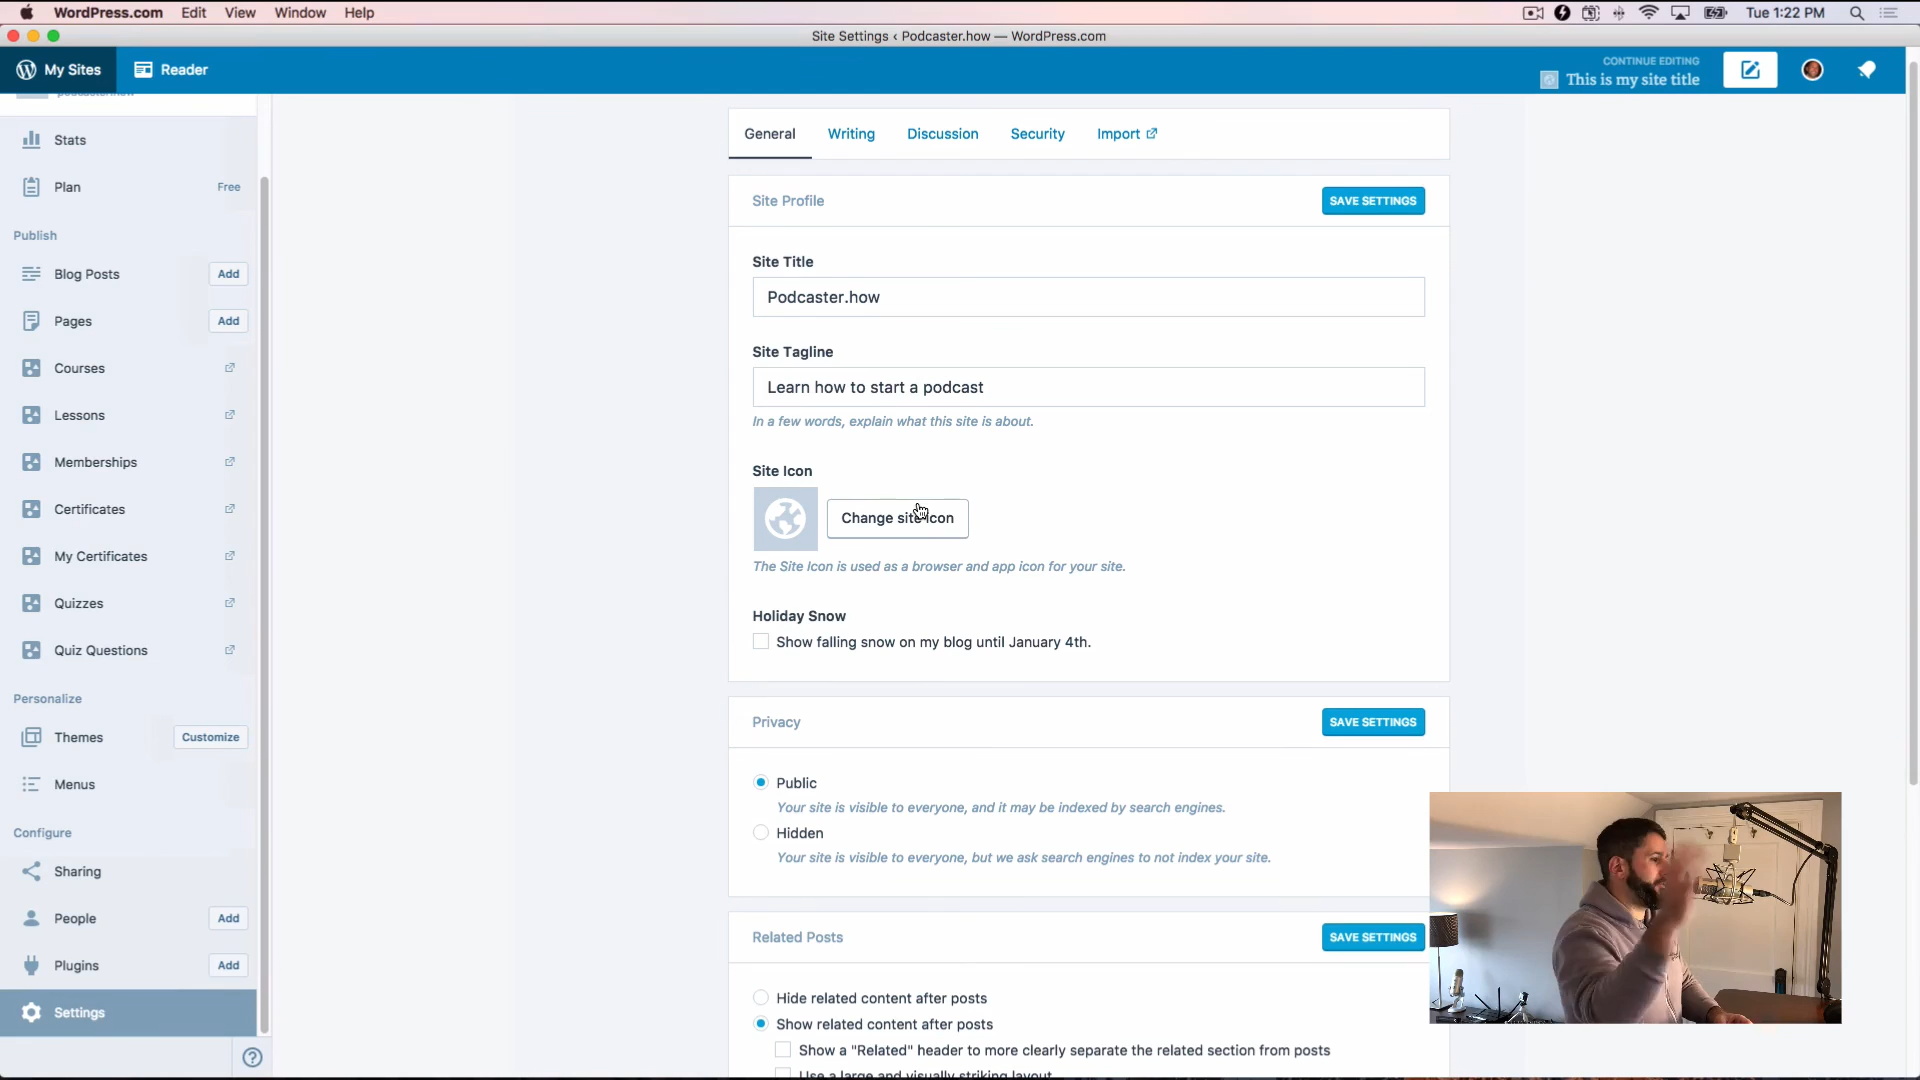 WordPress.com Edit View Window Help Tue 1:22 PM
Site Settings ‹ Podcaster.how — WordPress.com
My Sites Reader
CONTINUE EDITING
This is my site title
podcaster.how
Stats
Plan Free
Publish
Blog Posts Add
Pages Add
Courses
Lessons
Memberships
Certificates
My Certificates
Quizzes
Quiz Questions
Personalize
Themes Customize
Menus
Configure
Sharing
People Add
Plugins Add
Settings
General Writing Discussion Security Import
Site Profile SAVE SETTINGS
Site Title
Podcaster.how
Site Tagline
Learn how to start a podcast
In a few words, explain what this site is about.
Site Icon
Change site icon
The Site Icon is used as a browser and app icon for your site.
Holiday Snow
Show falling snow on my blog until January 4th.
Privacy SAVE SETTINGS
Public
Your site is visible to everyone, and it may be indexed by search engines.
Hidden
Your site is visible to everyone, but we ask search engines to not index your site.
Related Posts SAVE SETTINGS
Hide related content after posts
Show related content after posts
Show a "Related" header to more clearly separate the related section from posts
Use a large and visually striking layout